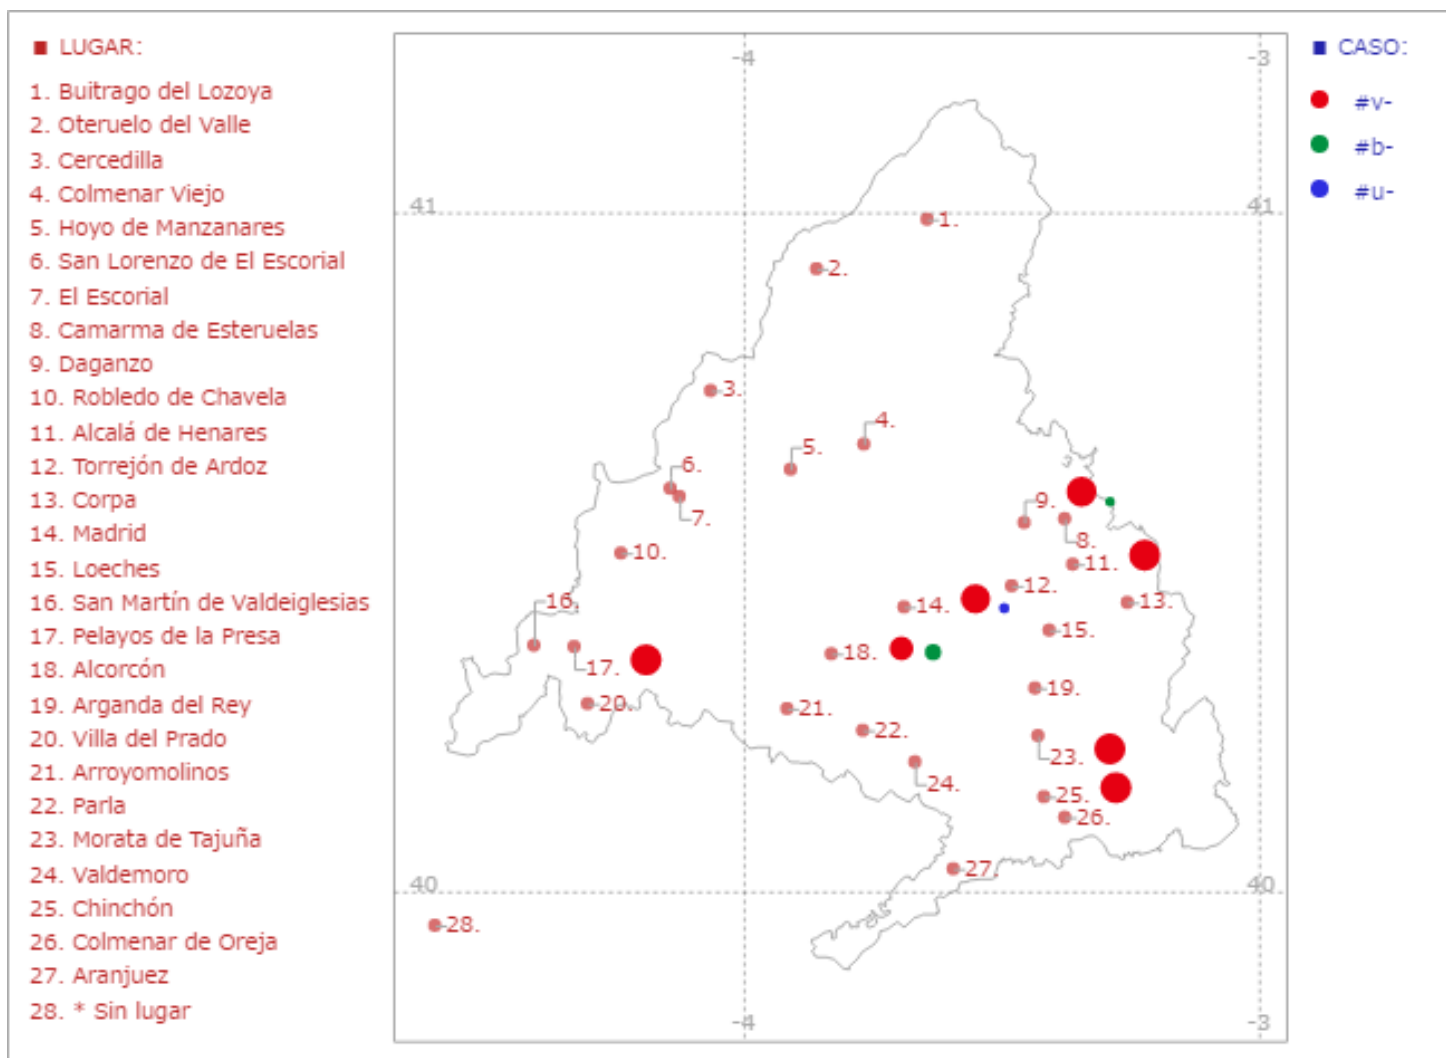 LUGAR:
1. Buitrago del Lozoya
2. Oteruelo del Valle
3. Cercedilla
4. Colmenar Viejo
5. Hoyo de Manzanares
6. San Lorenzo de El Escorial
7. El Escorial
8. Camarma de Esteruelas
9. Daganzo
10. Robledo de Chavela
11. Alcalá de Henares
12. Torrejón de Ardoz
13. Corpa
14. Madrid
15. Loeches
16. San Martín de Valdeiglesias
17. Pelayos de la Presa
18. Alcorcón
19. Arganda del Rey
20. Villa del Prado
21. Arroyomolinos
22. Parla
23. Morata de Tajuña
24. Valdemoro
25. Chinchón
26. Colmenar de Oreja
27. Aranjuez
28. * Sin lugar
-4 -3
41 41
1.
2.
3.
4.
5.
6.
7.
9.
8.
10.
11.
12.
16.
14.
13.
15.
17.
18.
19.
20.
21.
22.
23.
24.
25.
26.
27.
40 40
28.
-4 -3
CASO:
#v-
#b-
#u-